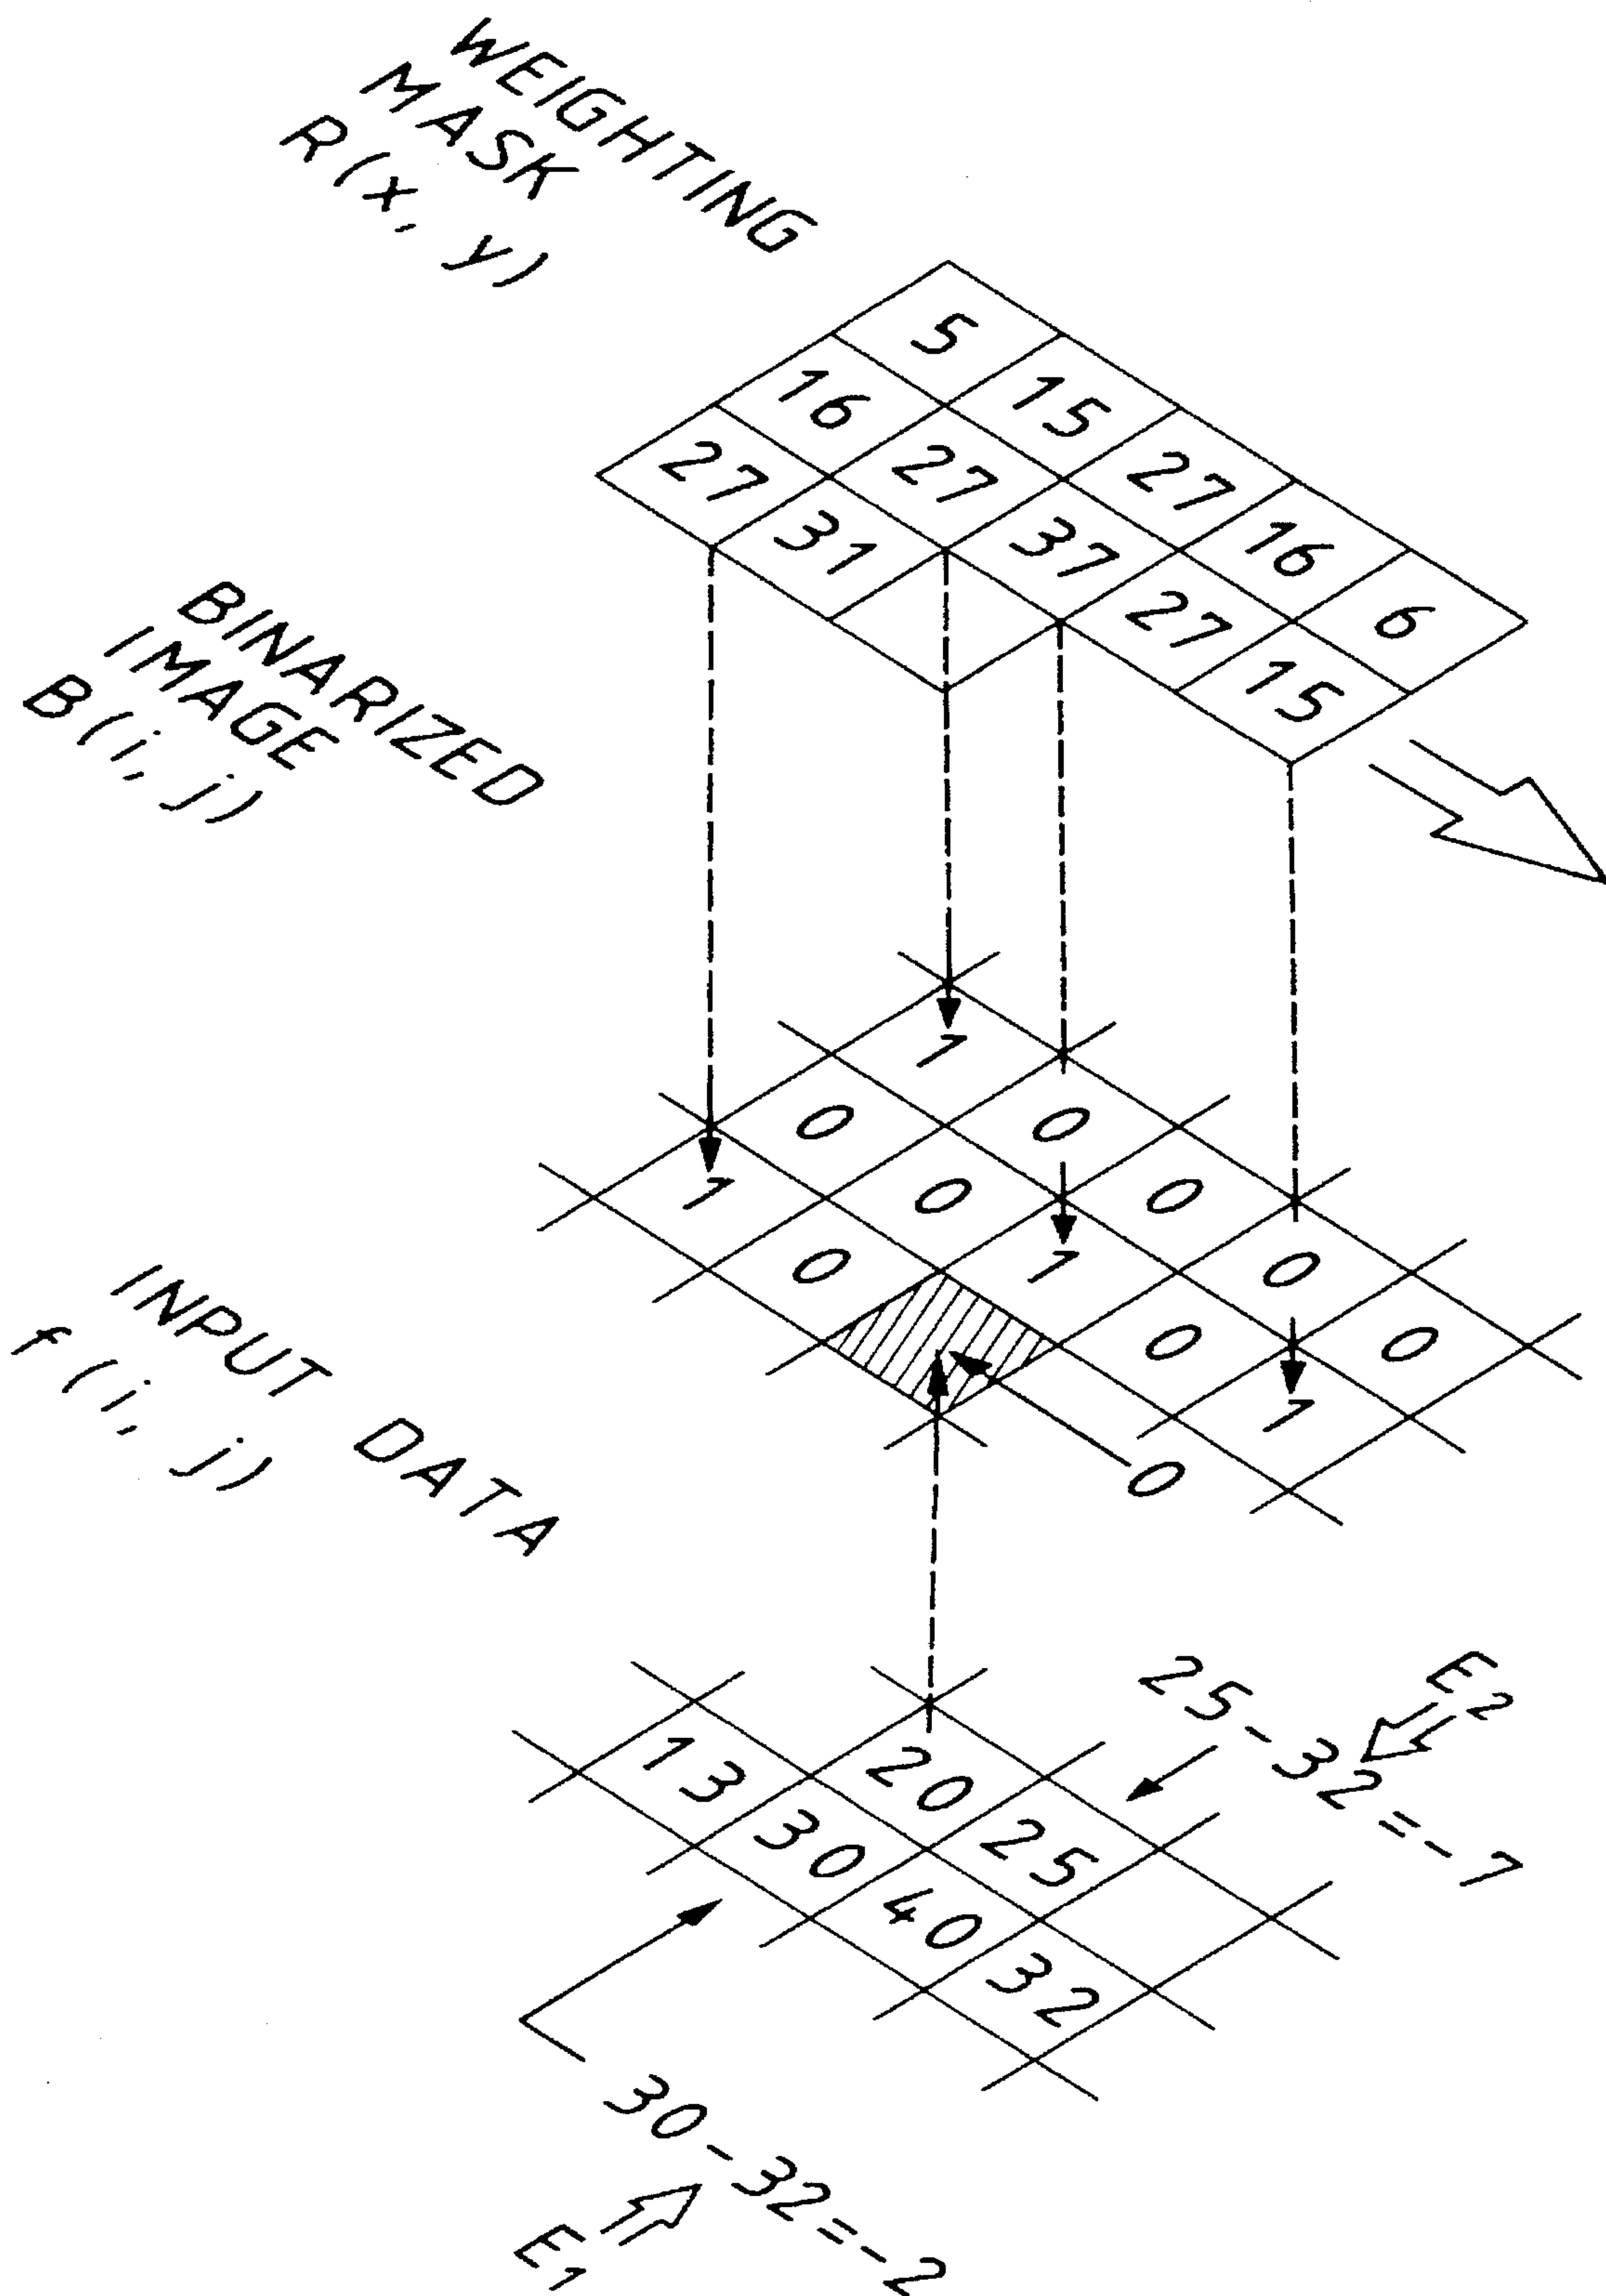 WEIGHTING
MASK
R(x, y)
5 15 27 16 6
16 27 37 27 15
27 31
BINARIZED
IMAGE
B(i, j)
1 0 0 0 0
0 0 1 0 1
1 0
0
INPUT DATA
f(i, j)
20 25
13 30 40 32
E2
25-32=-7
30-32=-2
E1